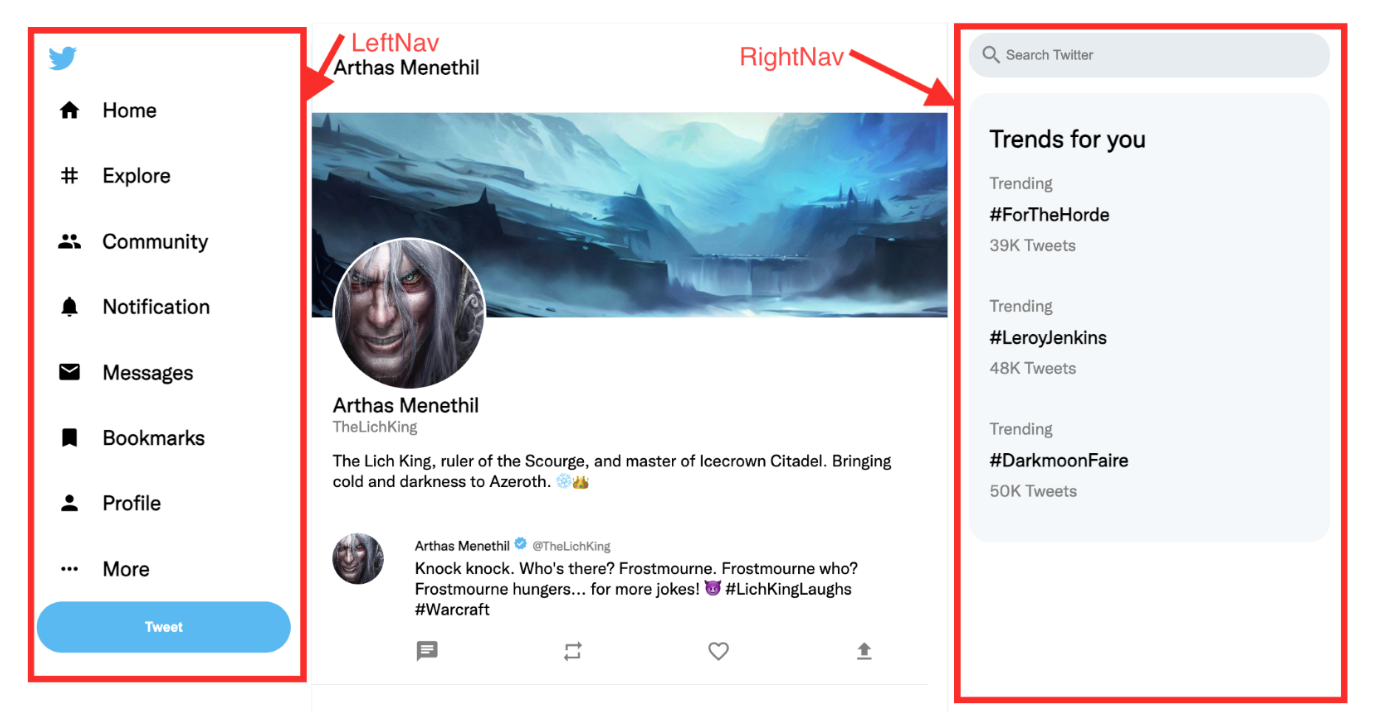 LeftNav
RightNav
Home
Explore
Community
Notification
Messages
Bookmarks
Profile
More
Tweet
Arthas Menethil
Arthas Menethil
TheLichKing
The Lich King, ruler of the Scourge, and master of Icecrown Citadel. Bringing
cold and darkness to Azeroth. ❄️👑
Arthas Menethil @TheLichKing
Knock knock. Who's there? Frostmourne. Frostmourne who?
Frostmourne hungers... for more jokes! 😈 #LichKingLaughs
#Warcraft
Search Twitter
Trends for you
Trending
#ForTheHorde
39K Tweets
Trending
#LeroyJenkins
48K Tweets
Trending
#DarkmoonFaire
50K Tweets